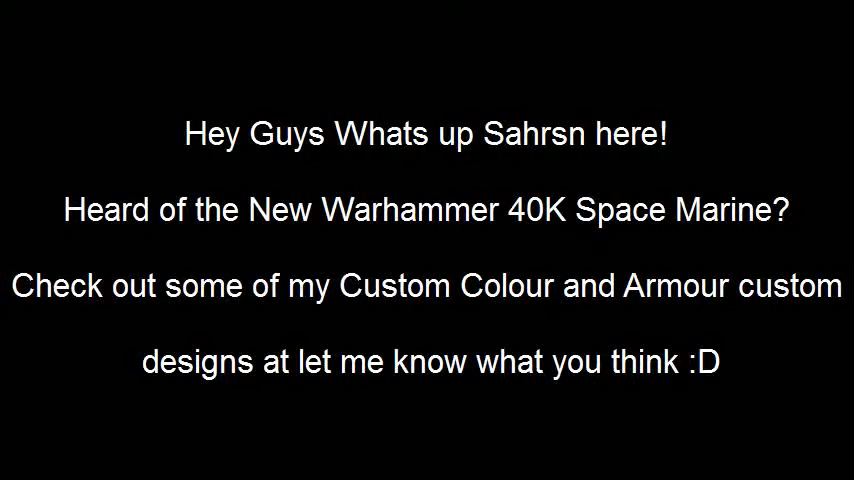 Hey Guys Whats up Sahrsn here!
Heard of the New Warhammer 40K Space Marine?
Check out some of my Custom Colour and Armour custom
designs at let me know what you think :D